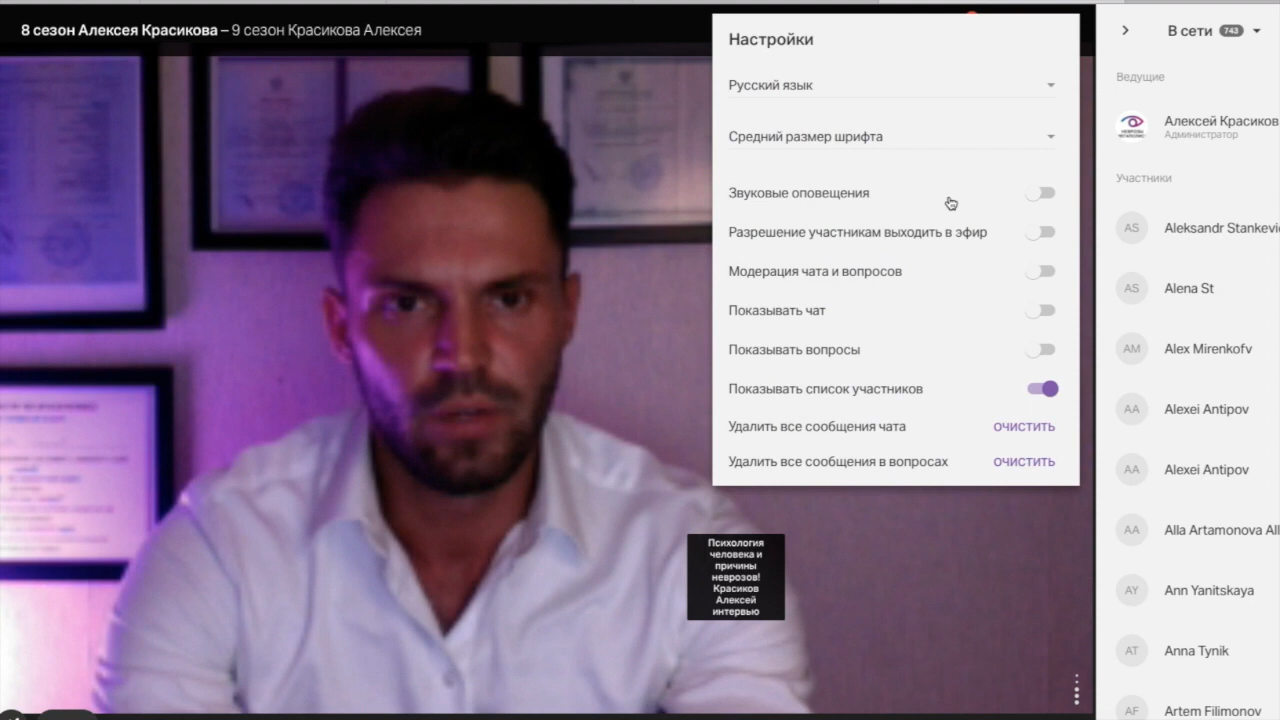 8 сезон Алексея Красикова – 9 сезон Красикова Алексея
Настройки
Русский язык
Средний размер шрифта
Звуковые оповещения
Разрешение участникам выходить в эфир
Модерация чата и вопросов
Показывать чат
Показывать вопросы
Показывать список участников
Удалить все сообщения чата ОЧИСТИТЬ
Удалить все сообщения в вопросах ОЧИСТИТЬ
Психология
человека и
причины
неврозов!
Красиков
Алексей
интервью
В сети 743
Ведущие
Алексей Красиков
Администратор
Участники
AS Aleksandr Stankevi
AS Alena St
AM Alex Mirenkofv
AA Alexei Antipov
AA Alexei Antipov
AA Alla Artamonova All
AY Ann Yanitskaya
AT Anna Tynik
AF Artem Filimonov